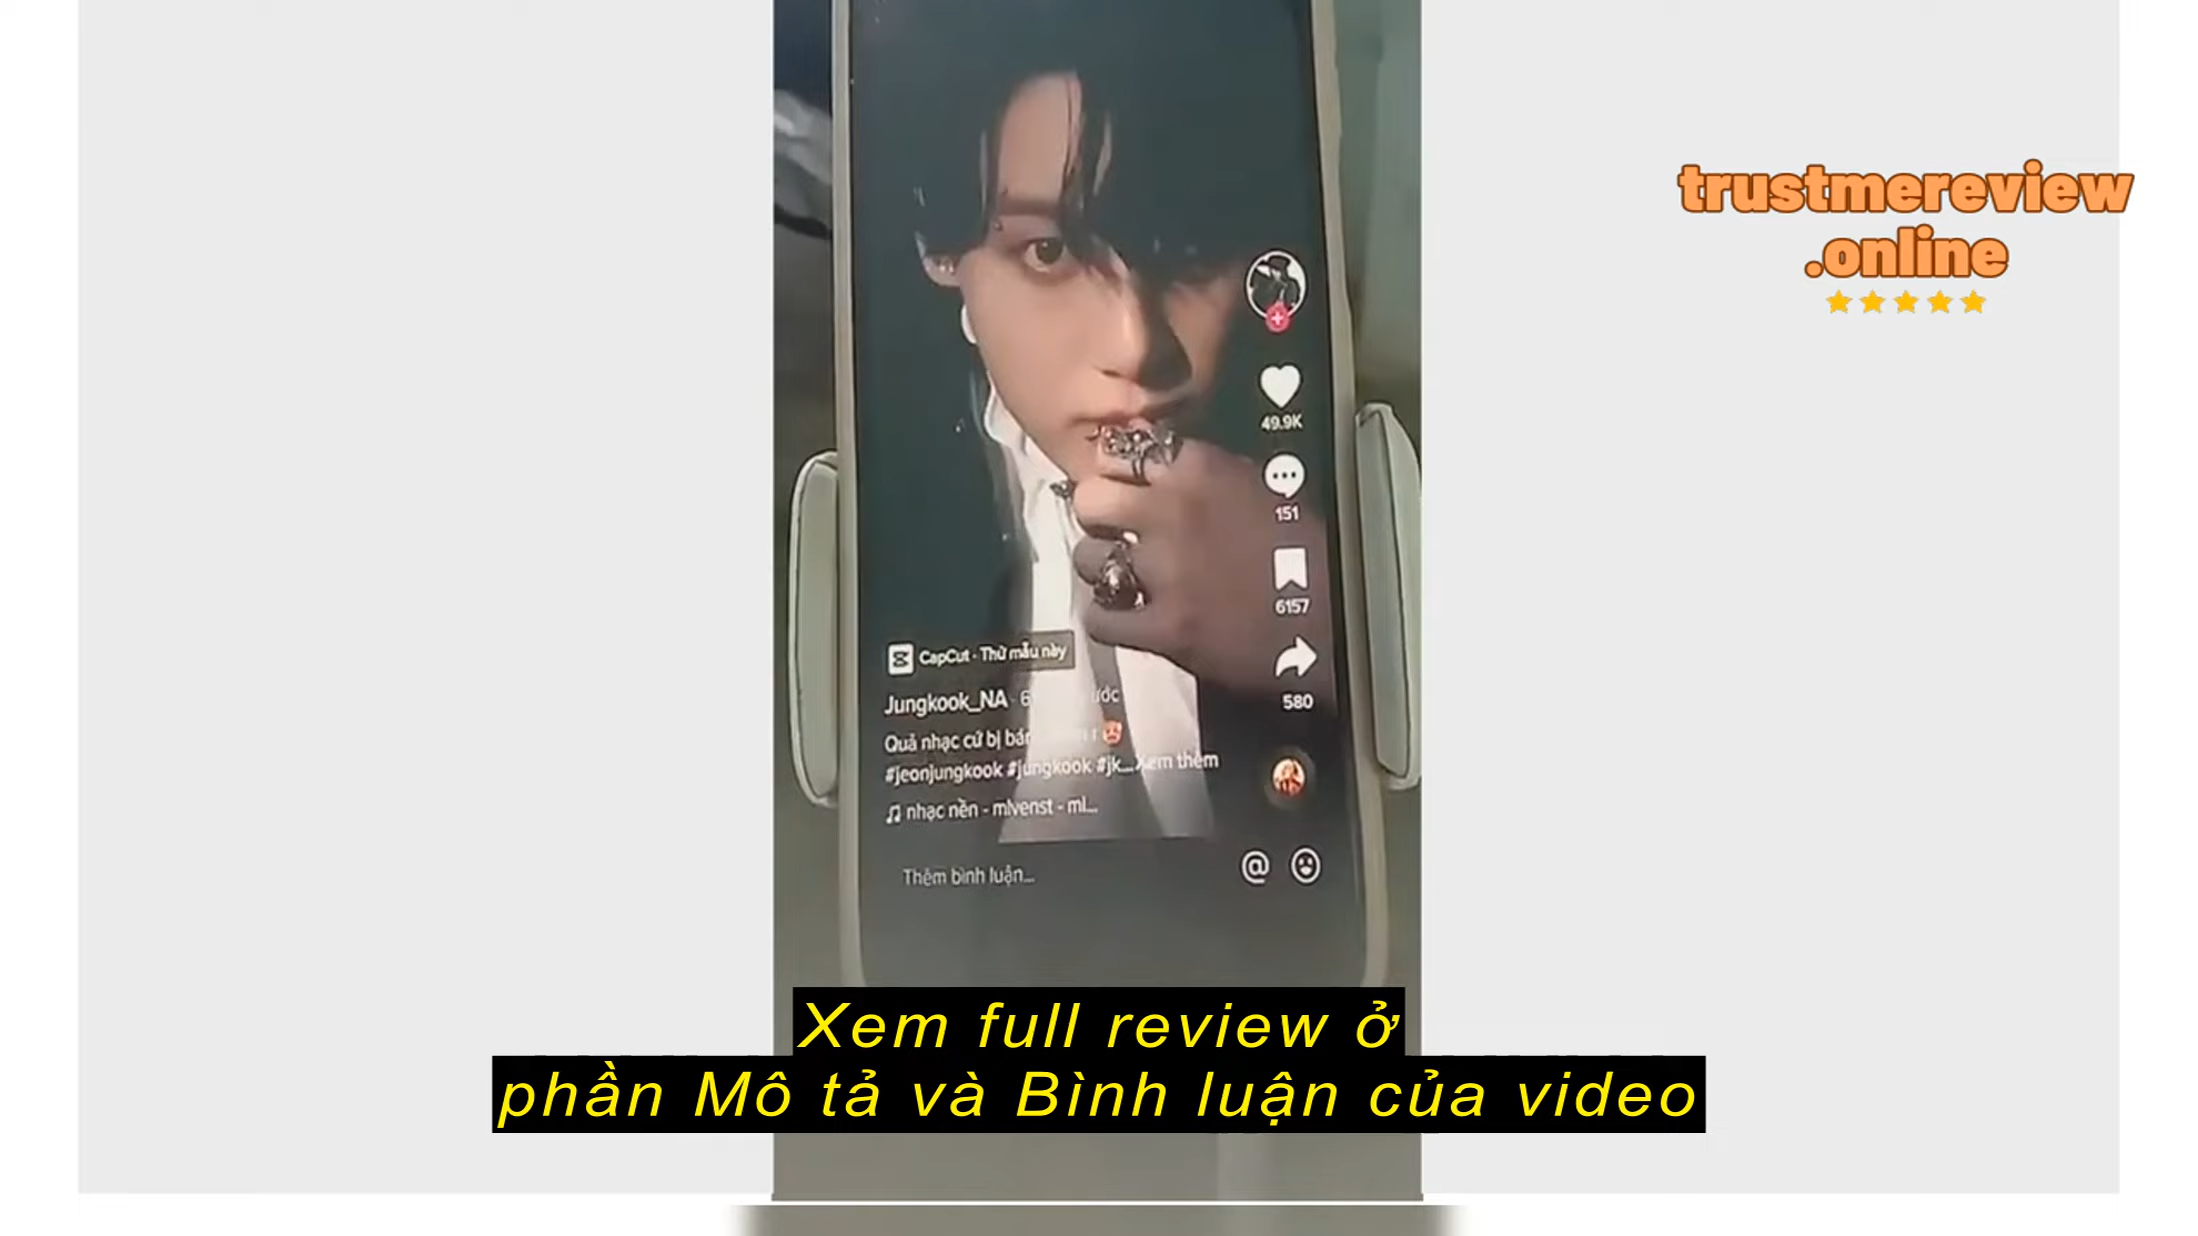 trustmereview
.online
49.9K
151
6157
580
CapCut - Thử mẫu này
Jungkook_NA
Quả nhạc cứ bị
#jeonjungkook #jungkook #jk... Xem thêm
nhạc nền - mlvenst - ml...
Thêm bình luận...
Xem full review ở
phần Mô tả và Bình luận của video